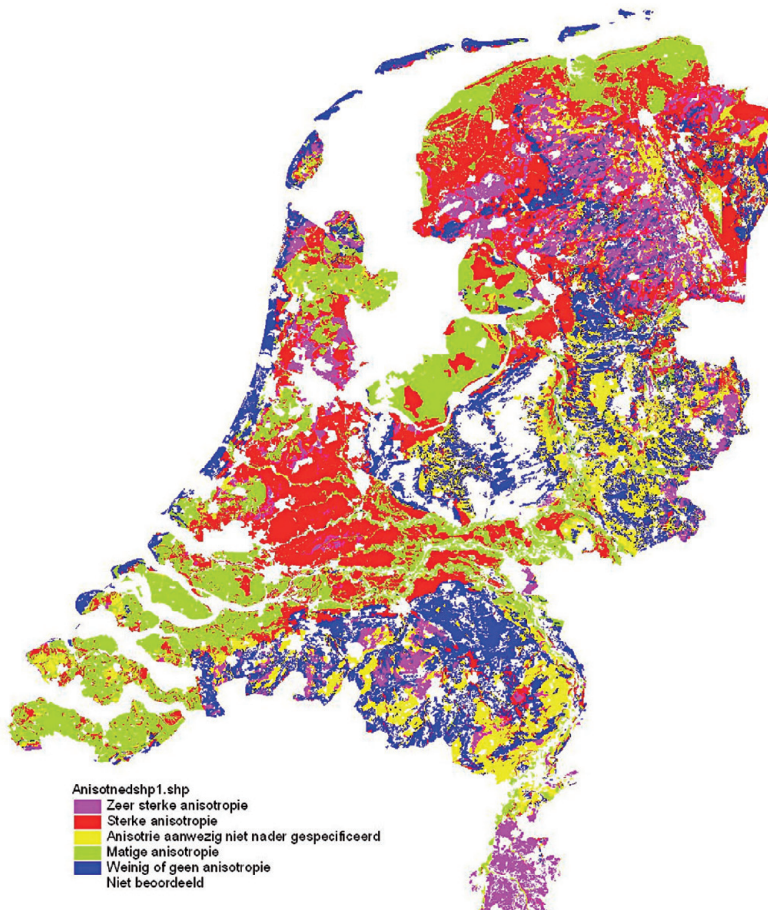 Anisotnedshp1.shp
Zeer sterke anisotropie
Sterke anisotropie
Anisotrie aanwezig niet nader gespecificeerd
Matige anisotropie
Weinig of geen anisotropie
Niet beoordeeld